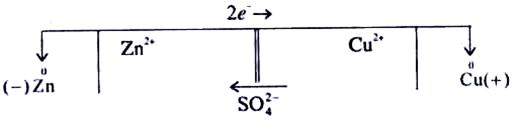 2e⁻ →
Zn²⁺ Cu²⁺
(−) Zn⁰ Cu⁰ (+)
SO₄²⁻